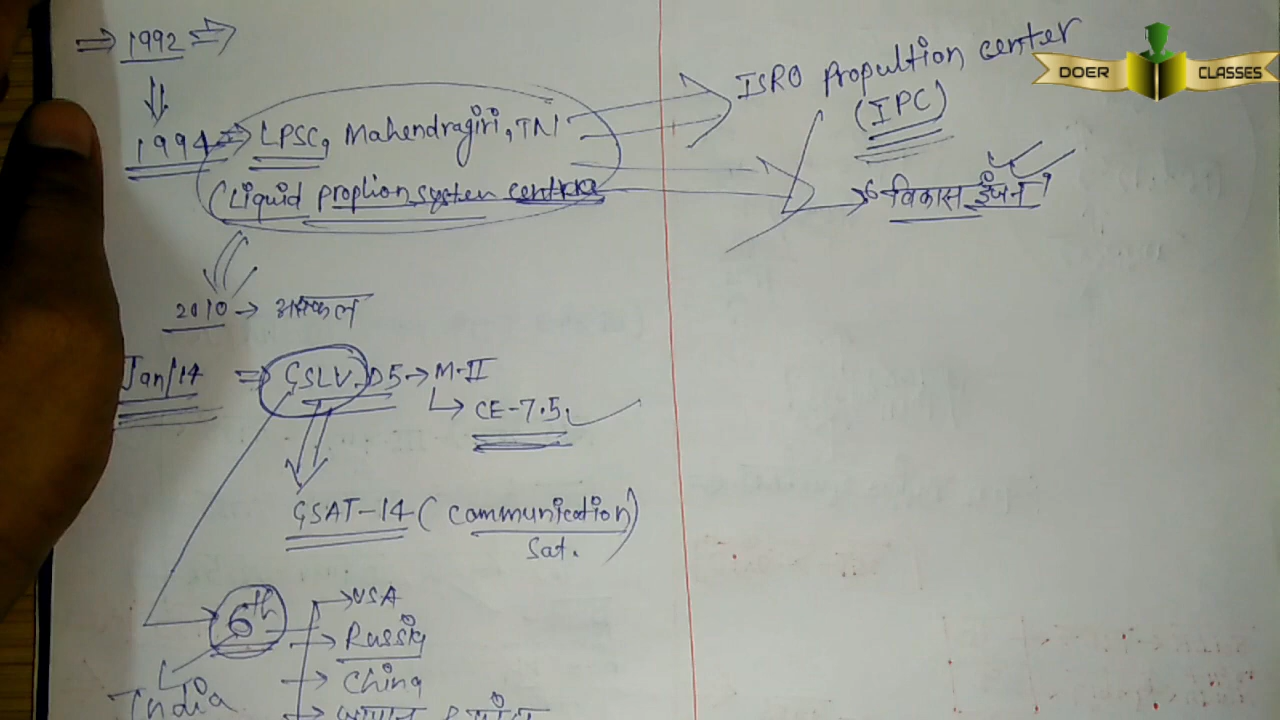 ⇒ 1992 ⇒
1994 ⇒ LPSC, Mahendragiri, TN
(Liquid proplion system centra
ISRO Propultion center
(IPC)
"विकास इंजन"
DOER CLASSES
2010 → असफल
Jan/14 ⇒ GSLV-D5 → M-II
CE-7.5
GSAT-14 (communication)
Sat.
6th
→ USA
→ Russia
→ China
India